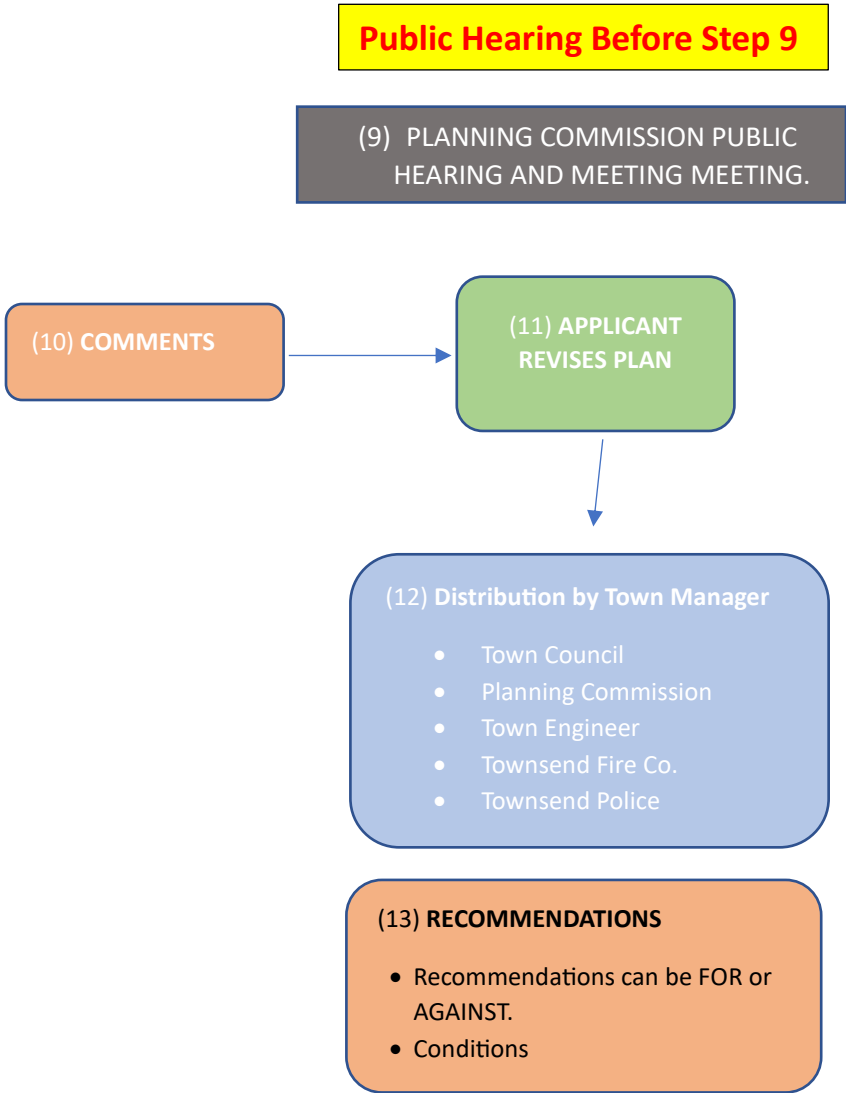 Public Hearing Before Step 9
(9) PLANNING COMMISSION PUBLIC
HEARING AND MEETING MEETING.
(10) COMMENTS
(11) APPLICANT
REVISES PLAN
(12) Distribution by Town Manager
• Town Council
• Planning Commission
• Town Engineer
• Townsend Fire Co.
• Townsend Police
(13) RECOMMENDATIONS
• Recommendations can be FOR or
AGAINST.
• Conditions